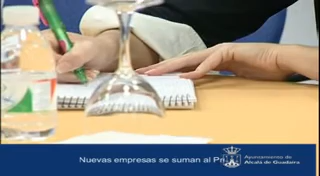 Nuevas empresas se suman al Pr
Ayuntamiento de
Alcalá de Guadaíra